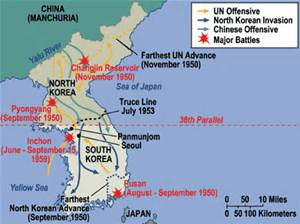 CHINA
(MANCHURIA)
UN Offensive
North Korean Invasion
Chinese Offensive
Major Battles
Yalu River
Changjin Reservoir
(November 1950)
Farthest UN Advance
(November 1950)
NORTH
KOREA
Sea of Japan
Pyongyang
(November 1950)
Truce Line
July 1953
38th Parallel
Inchon
(June - September 15,
1950)
Panmunjom
Seoul
SOUTH
KOREA
Yellow Sea
Pusan
(August - September 1950)
Farthest
North Korean Advance
(September 1950)
JAPAN
0 50 100 Miles
0 50 100 Kilometers